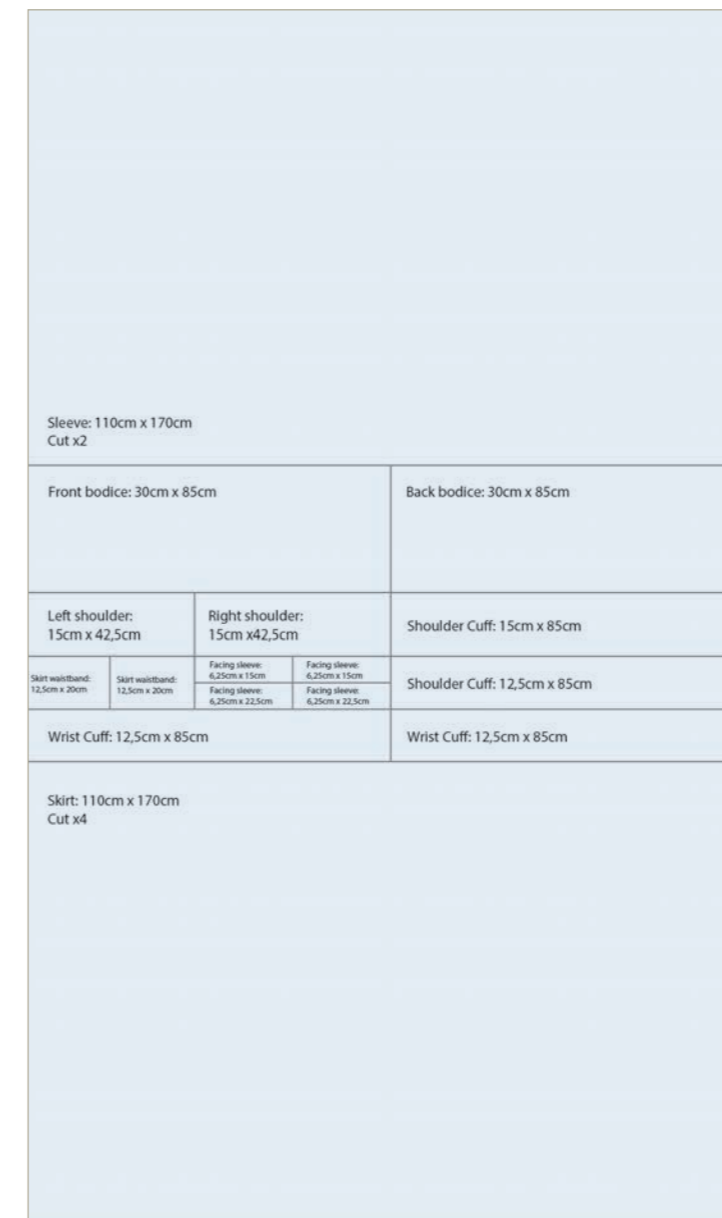 Sleeve: 110cm x 170cm
Cut x2
Front bodice: 30cm x 85cm
Back bodice: 30cm x 85cm
Left shoulder:
15cm x 42,5cm
Right shoulder:
15cm x42,5cm
Shoulder Cuff: 15cm x 85cm
Skirt waistband:
12,5cm x 20cm
Skirt waistband:
12,5cm x 20cm
Facing sleeve:
6,25cm x 15cm
Facing sleeve:
6,25cm x 15cm
Facing sleeve:
6,25cm x 22,5cm
Facing sleeve:
6,25cm x 22,5cm
Shoulder Cuff: 12,5cm x 85cm
Wrist Cuff: 12,5cm x 85cm
Wrist Cuff: 12,5cm x 85cm
Skirt: 110cm x 170cm
Cut x4